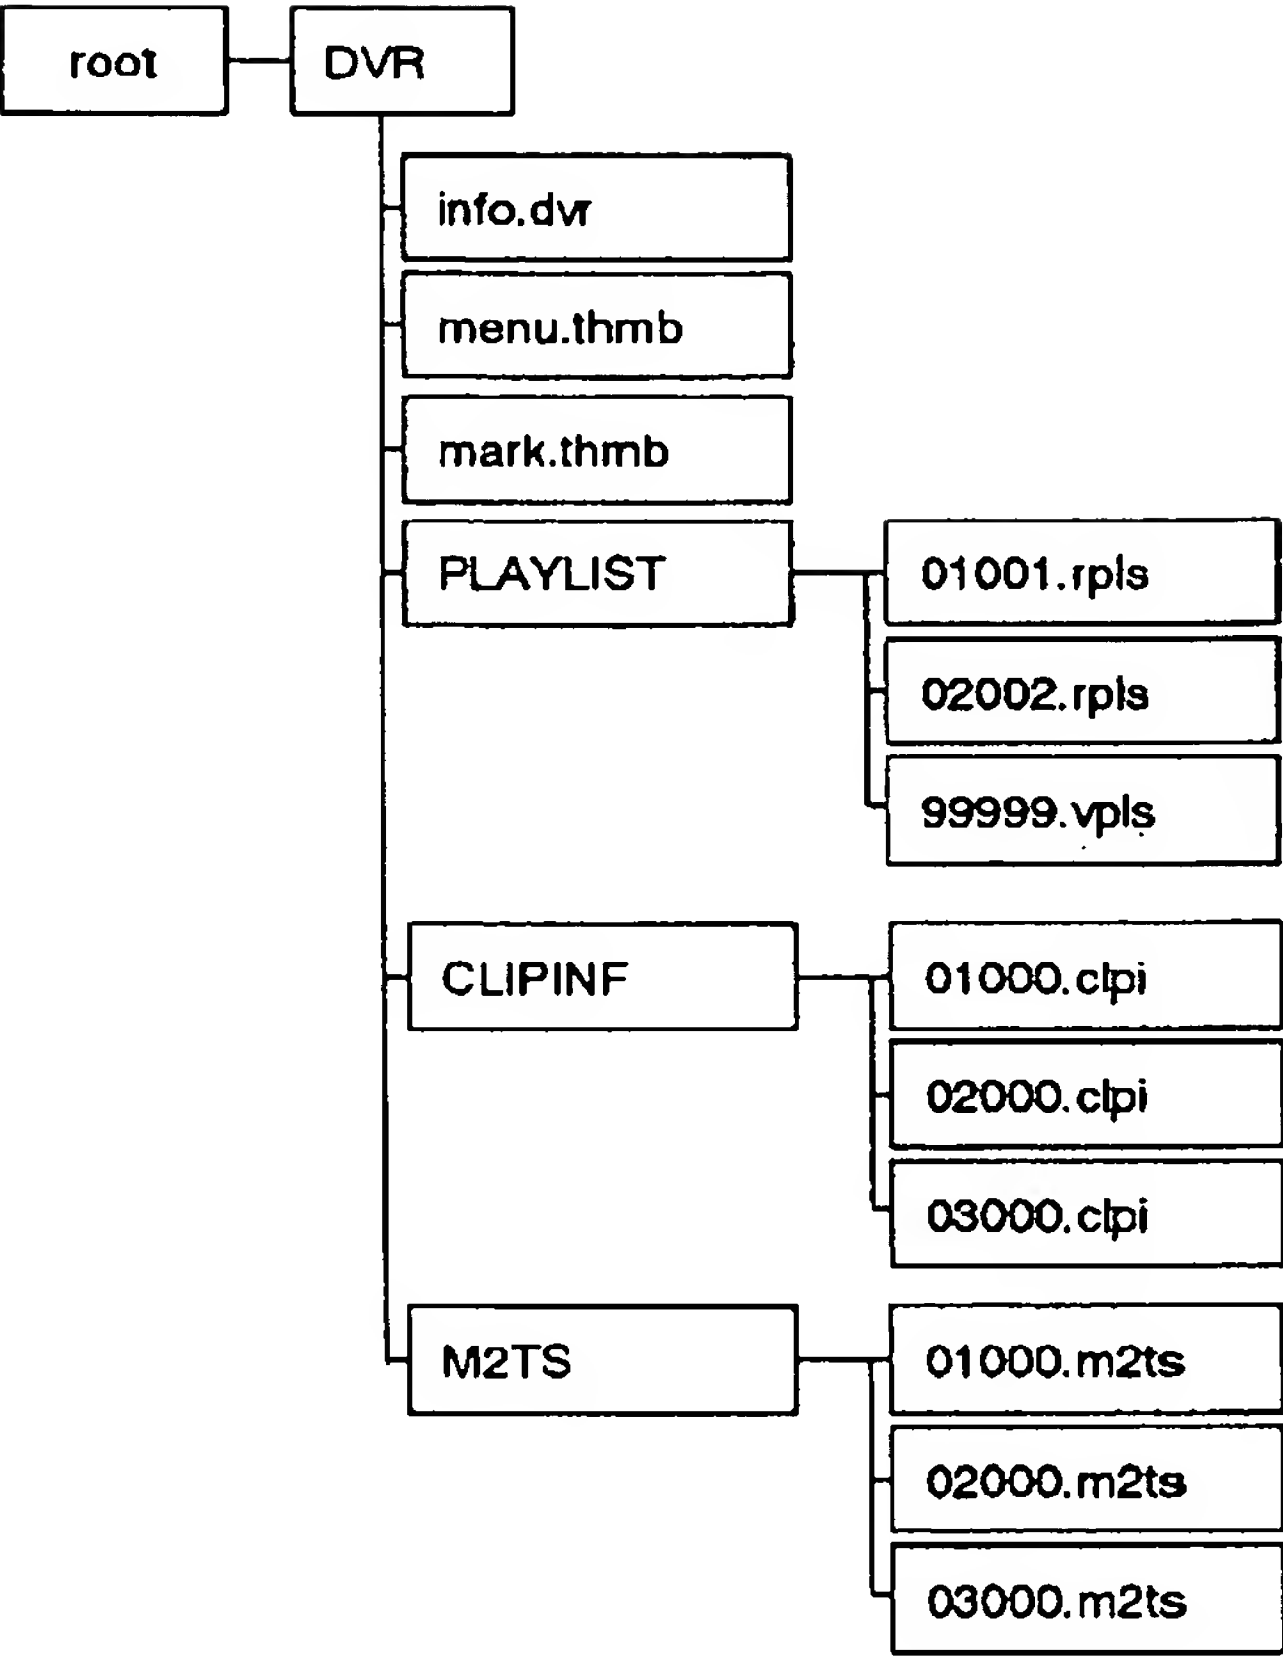 root
DVR
info.dvr
menu.thmb
mark.thmb
PLAYLIST
01001.rpls
02002.rpls
99999.vpls
CLIPINF
01000.clpi
02000.clpi
03000.clpi
M2TS
01000.m2ts
02000.m2ts
03000.m2ts